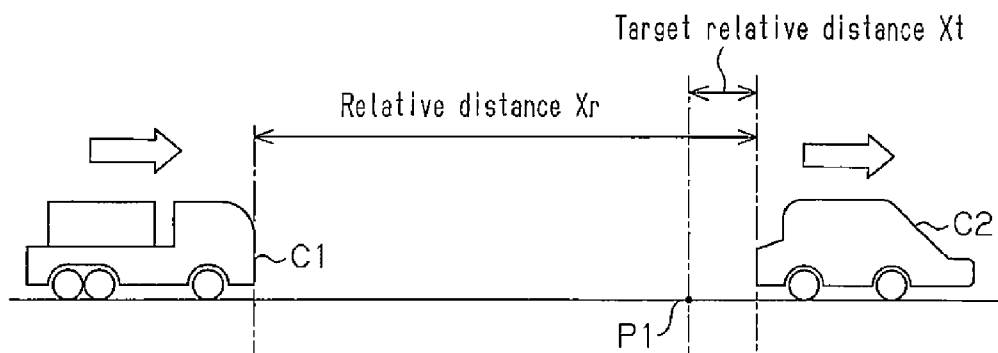 Target relative distance Xt
Relative distance Xr
C1
C2
P1